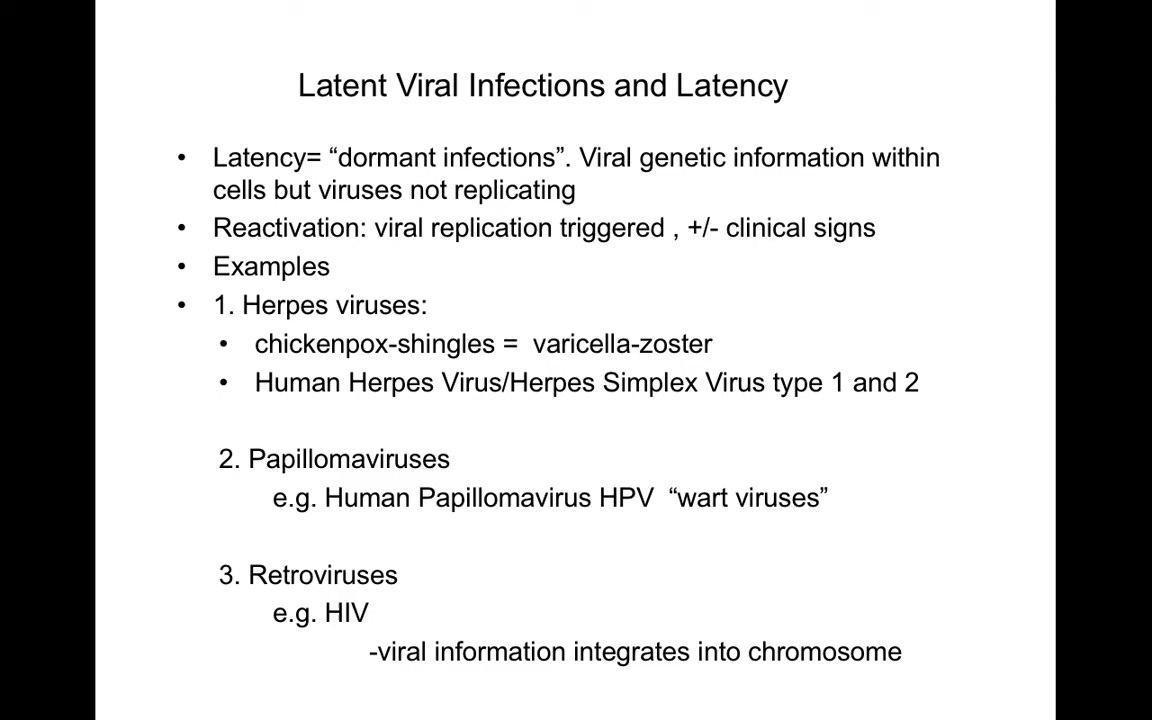 Latent Viral Infections and Latency
• Latency= “dormant infections”. Viral genetic information within
cells but viruses not replicating
• Reactivation: viral replication triggered , +/- clinical signs
• Examples
• 1. Herpes viruses:
• chickenpox-shingles = varicella-zoster
• Human Herpes Virus/Herpes Simplex Virus type 1 and 2
2. Papillomaviruses
e.g. Human Papillomavirus HPV “wart viruses”
3. Retroviruses
e.g. HIV
-viral information integrates into chromosome